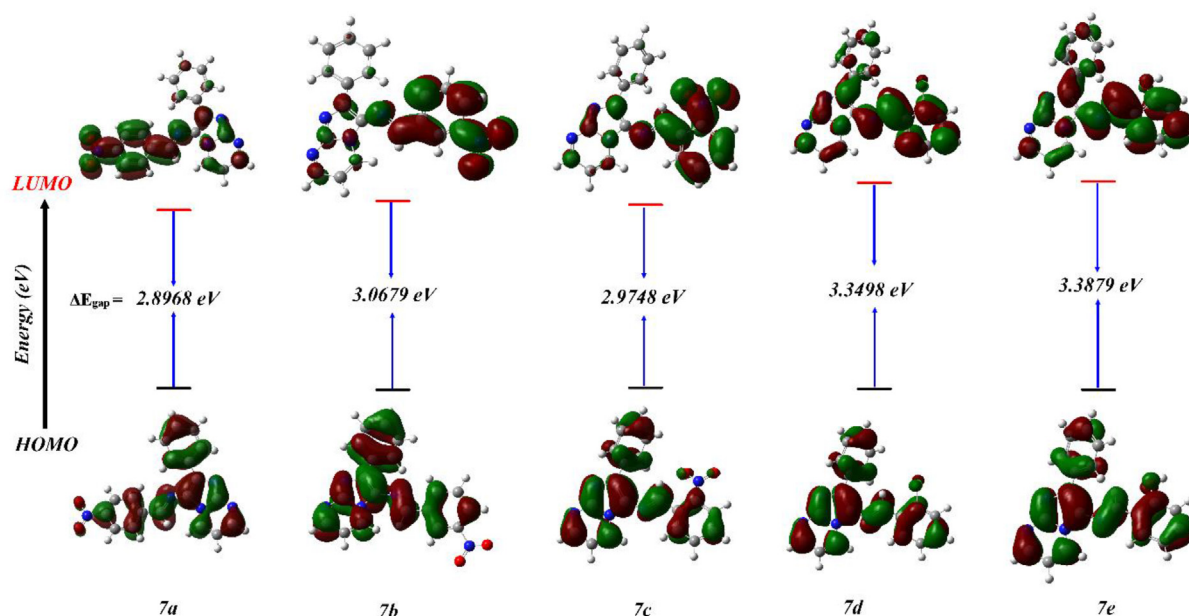 LUMO
Energy (eV)
ΔEgap = 2.8968 eV
3.0679 eV
2.9748 eV
3.3498 eV
3.3879 eV
HOMO
7a
7b
7c
7d
7e